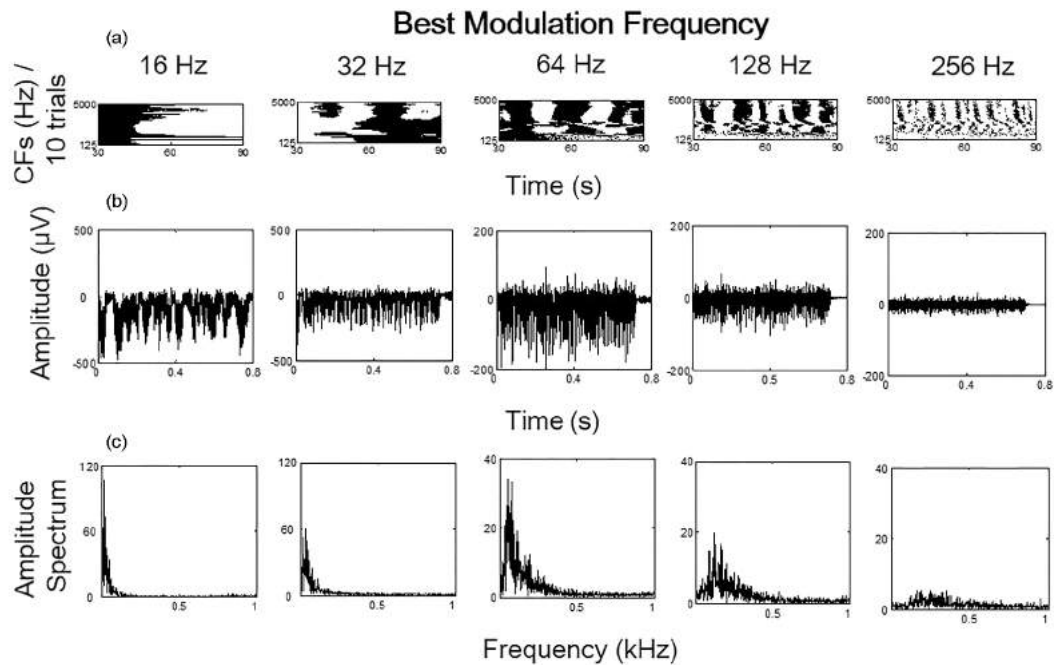 Best Modulation Frequency
(a)
16 Hz 32 Hz 64 Hz 128 Hz 256 Hz
CFs (Hz) / 10 trials
5000 5000 5000 5000 5000
125 125 125 125 125
30 60 90 30 60 90 30 60 90 30 60 90 30 60 90
Time (s)
(b)
Amplitude (µV)
500 500 200 200 200
0 0 0 0 0
-500 -500 -200 -200 -200
0 0.4 0.8 0 0.4 0.8 0 0.4 0.8 0 0.5 0.8 0 0.4 0.8
Time (s)
(c)
Amplitude Spectrum
120 120 40 40 40
60 60 20 20 20
0 0 0 0 0
0.5 1 0.5 1 0.5 1 0.5 1 0.5 1
Frequency (kHz)